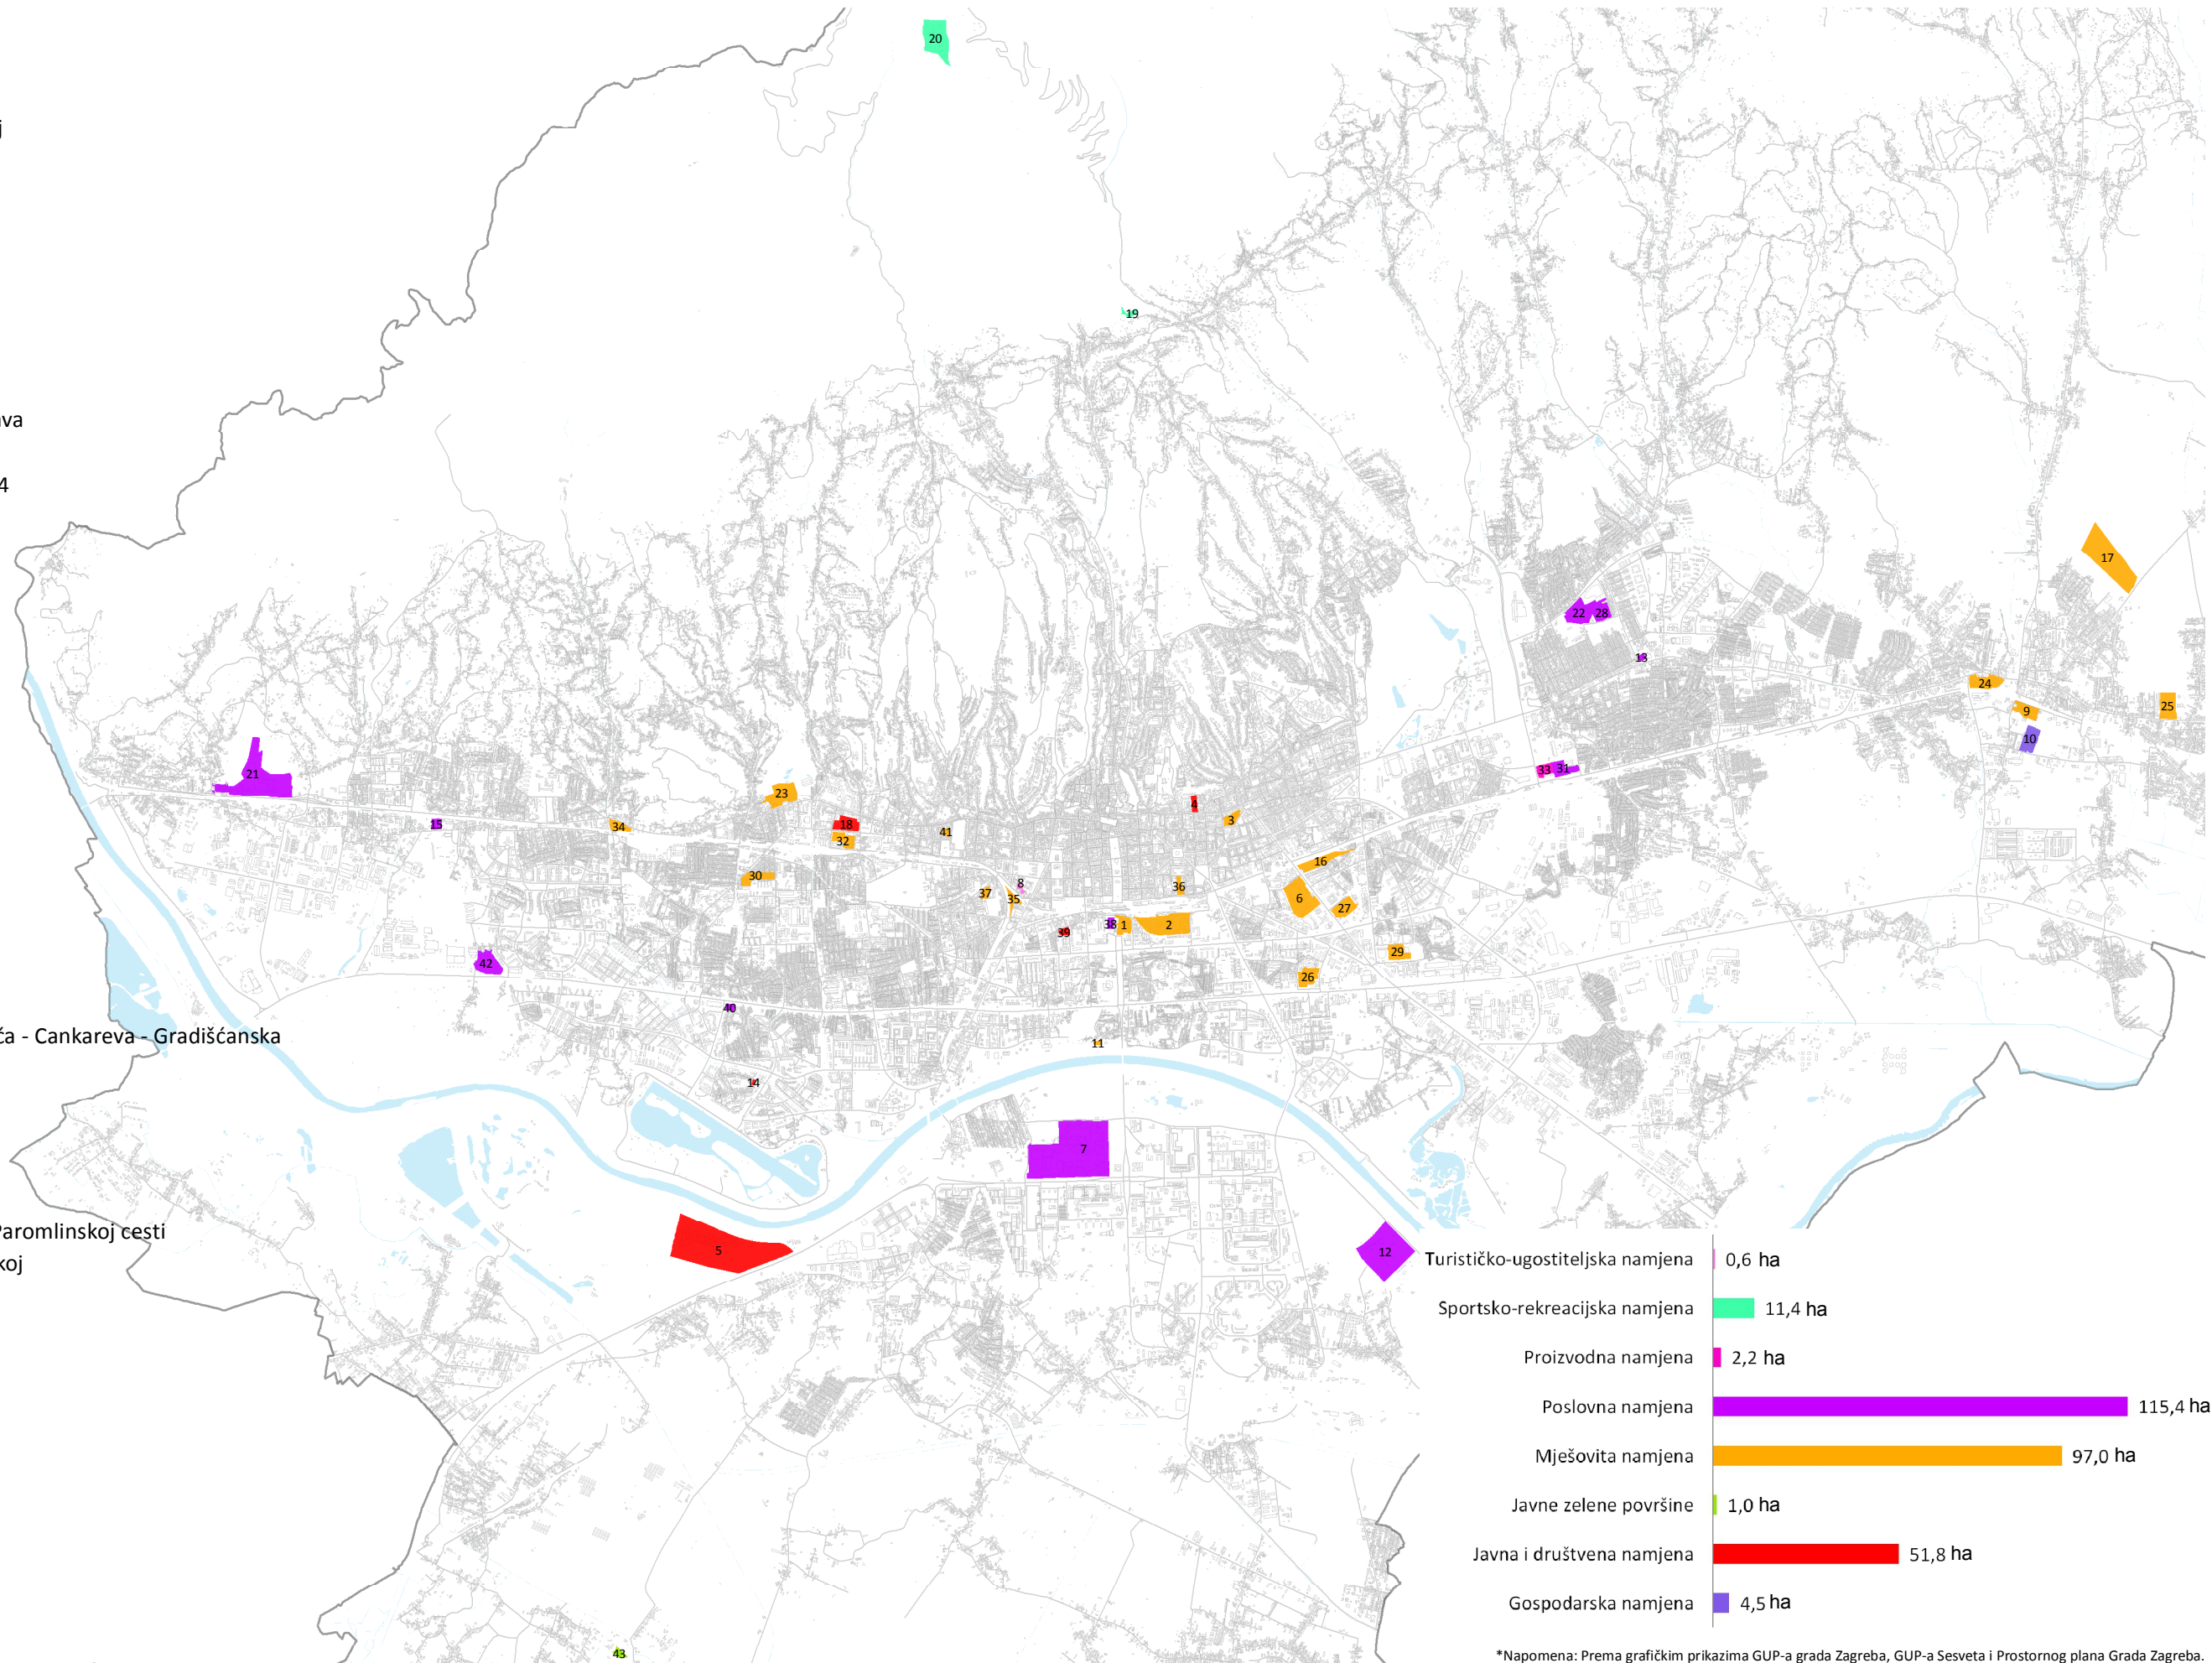 20
j
19
ava
4
17
22 28
13
24
9
25
10
21
33 31
23
4
15
34
18
3
41
32
16
30
8
36
37
35
6
27
38 1 2
39
29
42
26
40
ća - Cankareva - Gradišćanska
11
14
7
Paromlinskoj cesti
5
12
koj
Turističko-ugostiteljska namjena 0,6 ha
Sportsko-rekreacijska namjena 11,4 ha
Proizvodna namjena 2,2 ha
Poslovna namjena 115,4 ha
Mješovita namjena 97,0 ha
Javne zelene površine 1,0 ha
Javna i društvena namjena 51,8 ha
Gospodarska namjena 4,5 ha
43
*Napomena: Prema grafičkim prikazima GUP-a grada Zagreba, GUP-a Sesveta i Prostornog plana Grada Zagreba.